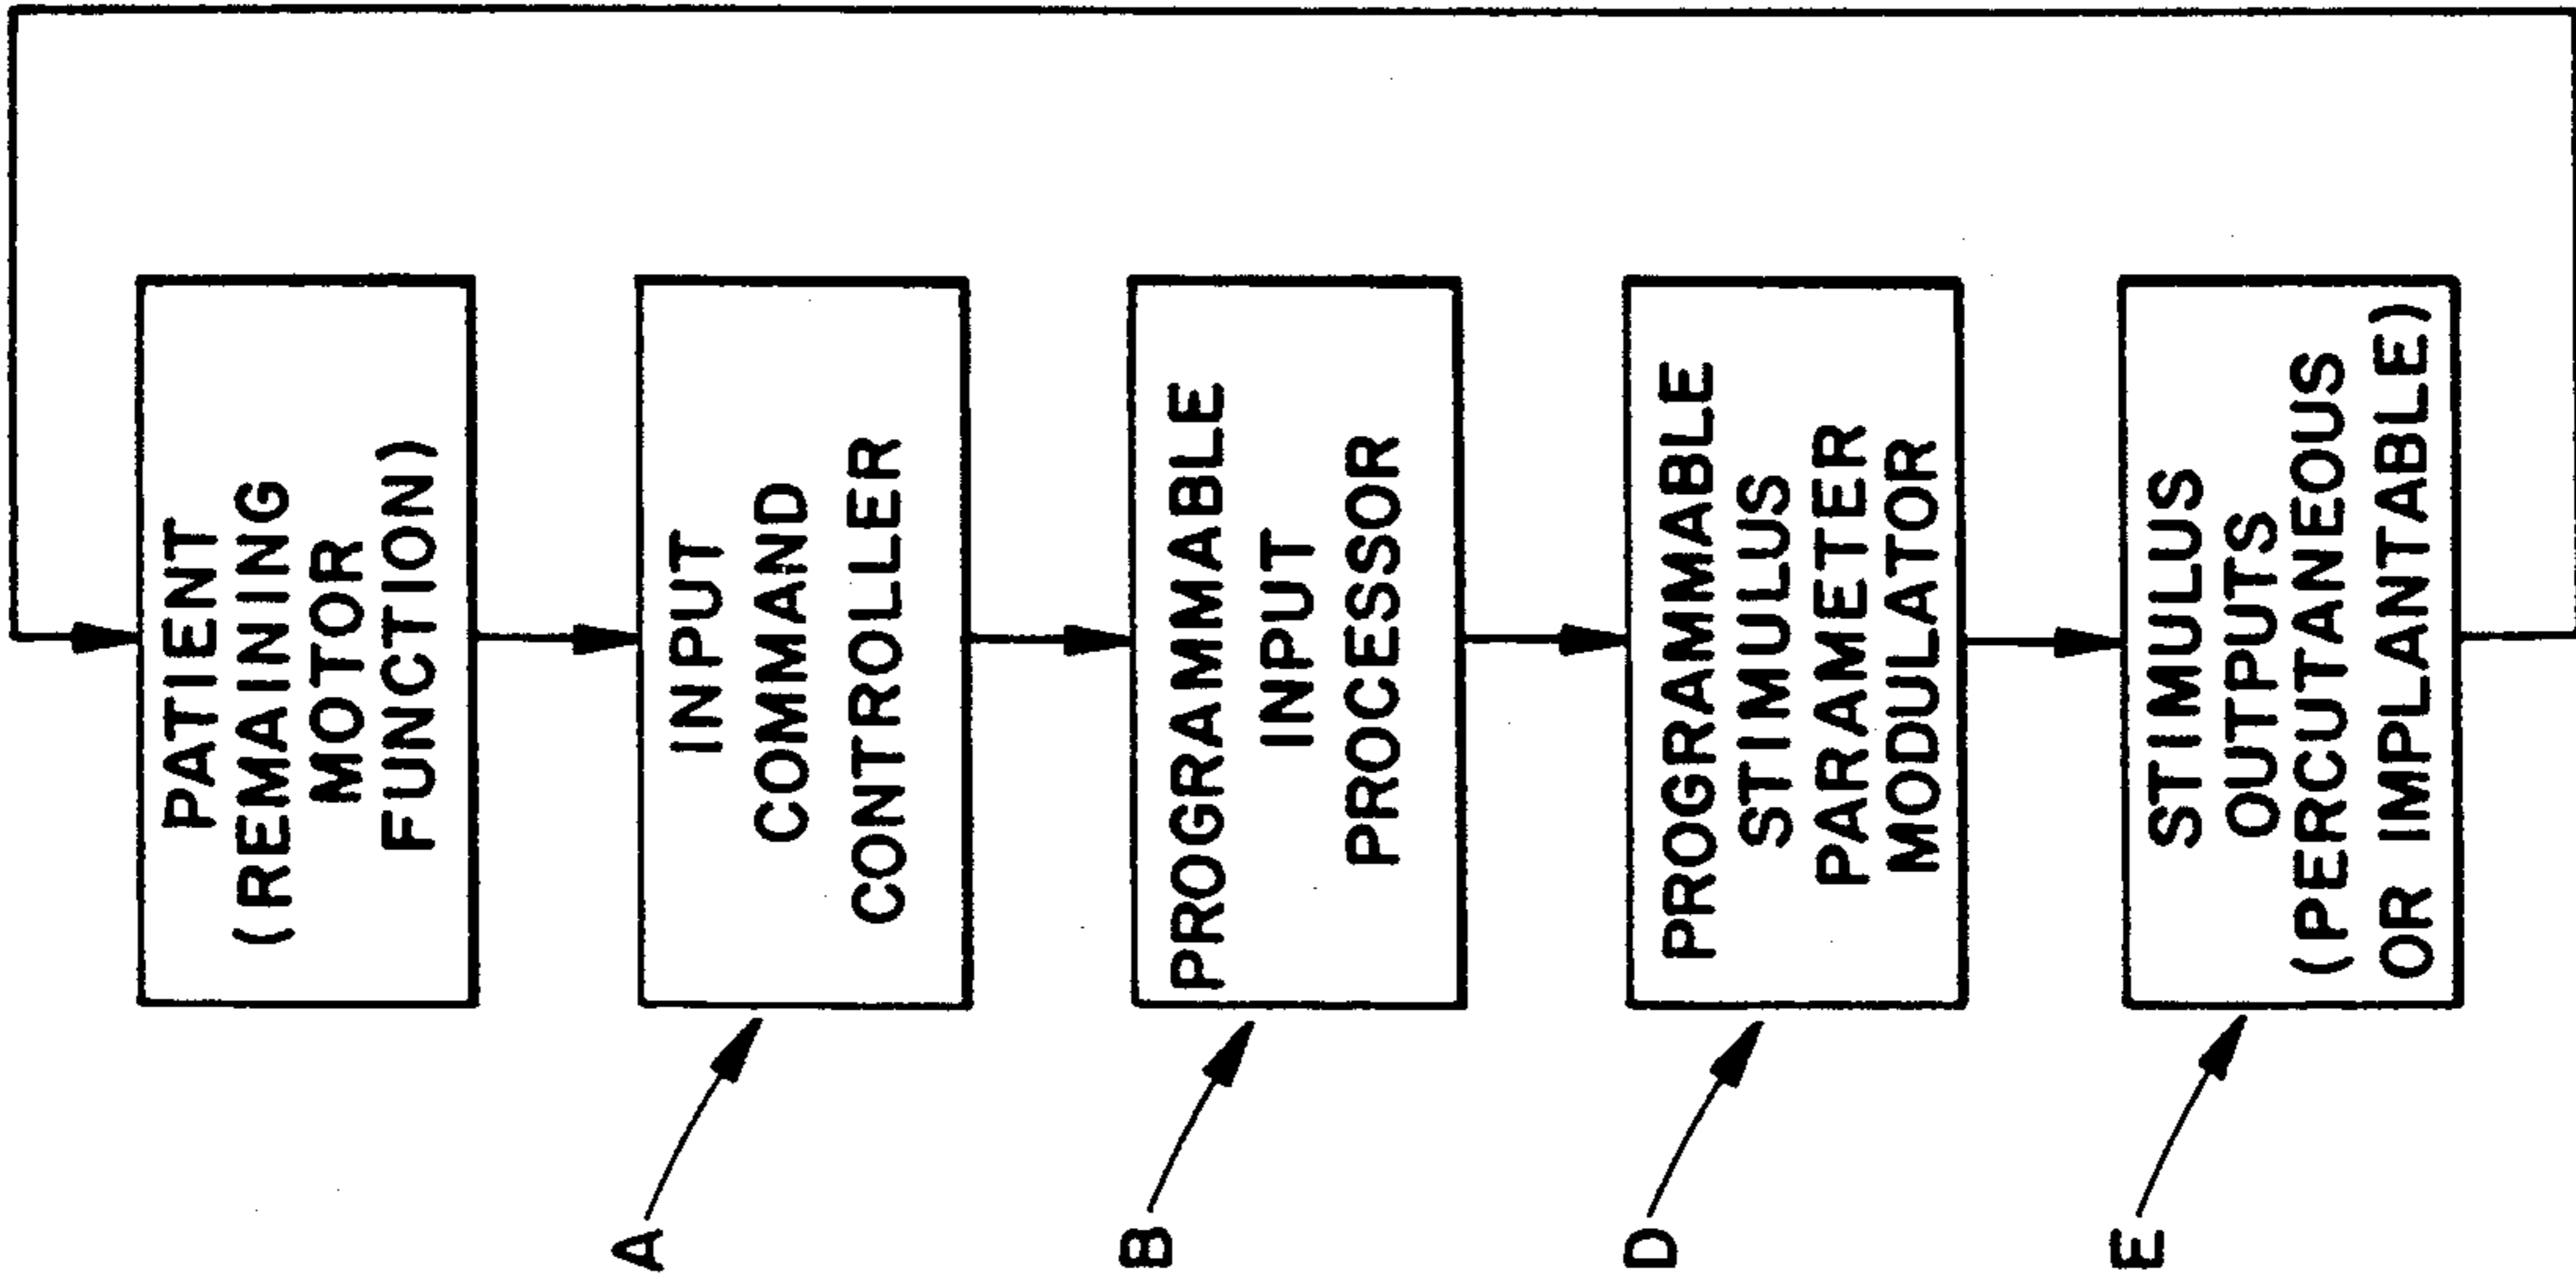 PATIENT
(REMAINING
MOTOR
FUNCTION)
A
INPUT
COMMAND
CONTROLLER
B
PROGRAMMABLE
INPUT
PROCESSOR
D
PROGRAMMABLE
STIMULUS
PARAMETER
MODULATOR
E
STIMULUS
OUTPUTS
(PERCUTANEOUS
OR IMPLANTABLE)